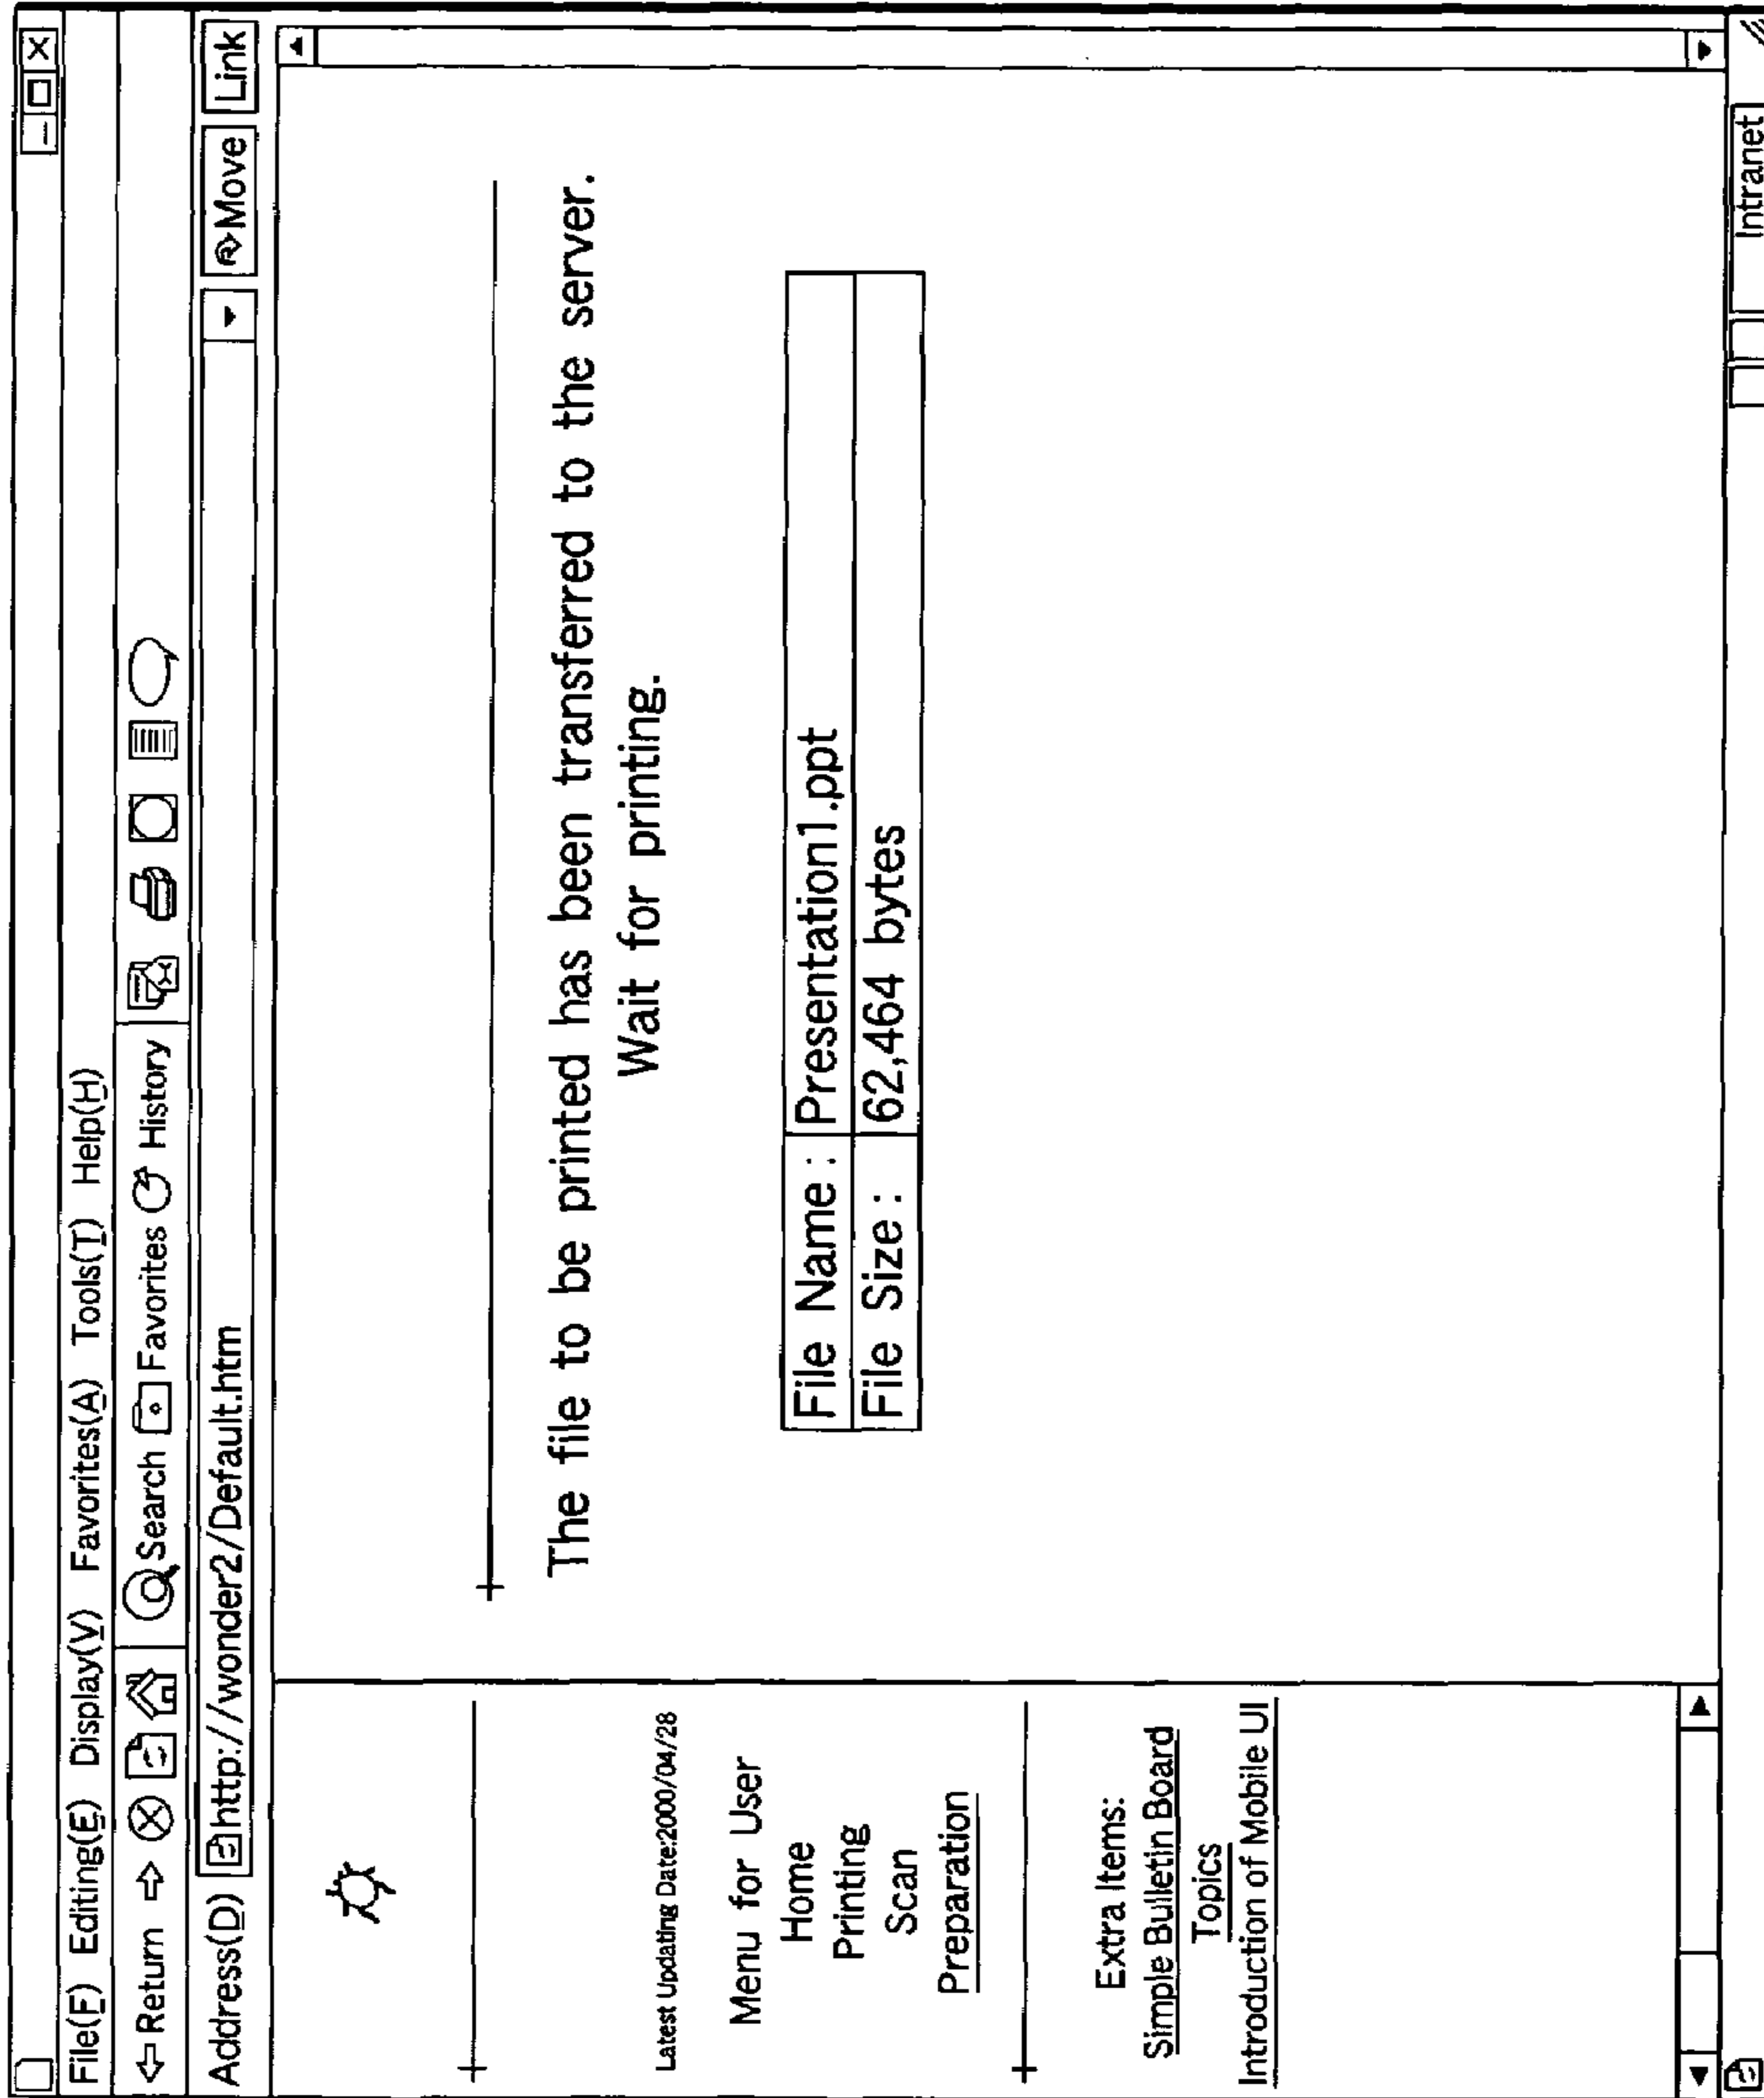 File(F) Editing(E) Display(V) Favorites(A) Tools(T) Help(H)
Return Search Favorites History
Address(D) http://wonder2/Default.htm Move Link
Latest Updating Date:2000/04/28
Menu for User
Home
Printing
Scan
Preparation
Extra Items:
Simple Bulletin Board
Topics
Introduction of Mobile UI
The file to be printed has been transferred to the server.
Wait for printing.
File Name : Presentation1.ppt
File Size : 62,464 bytes
Intranet